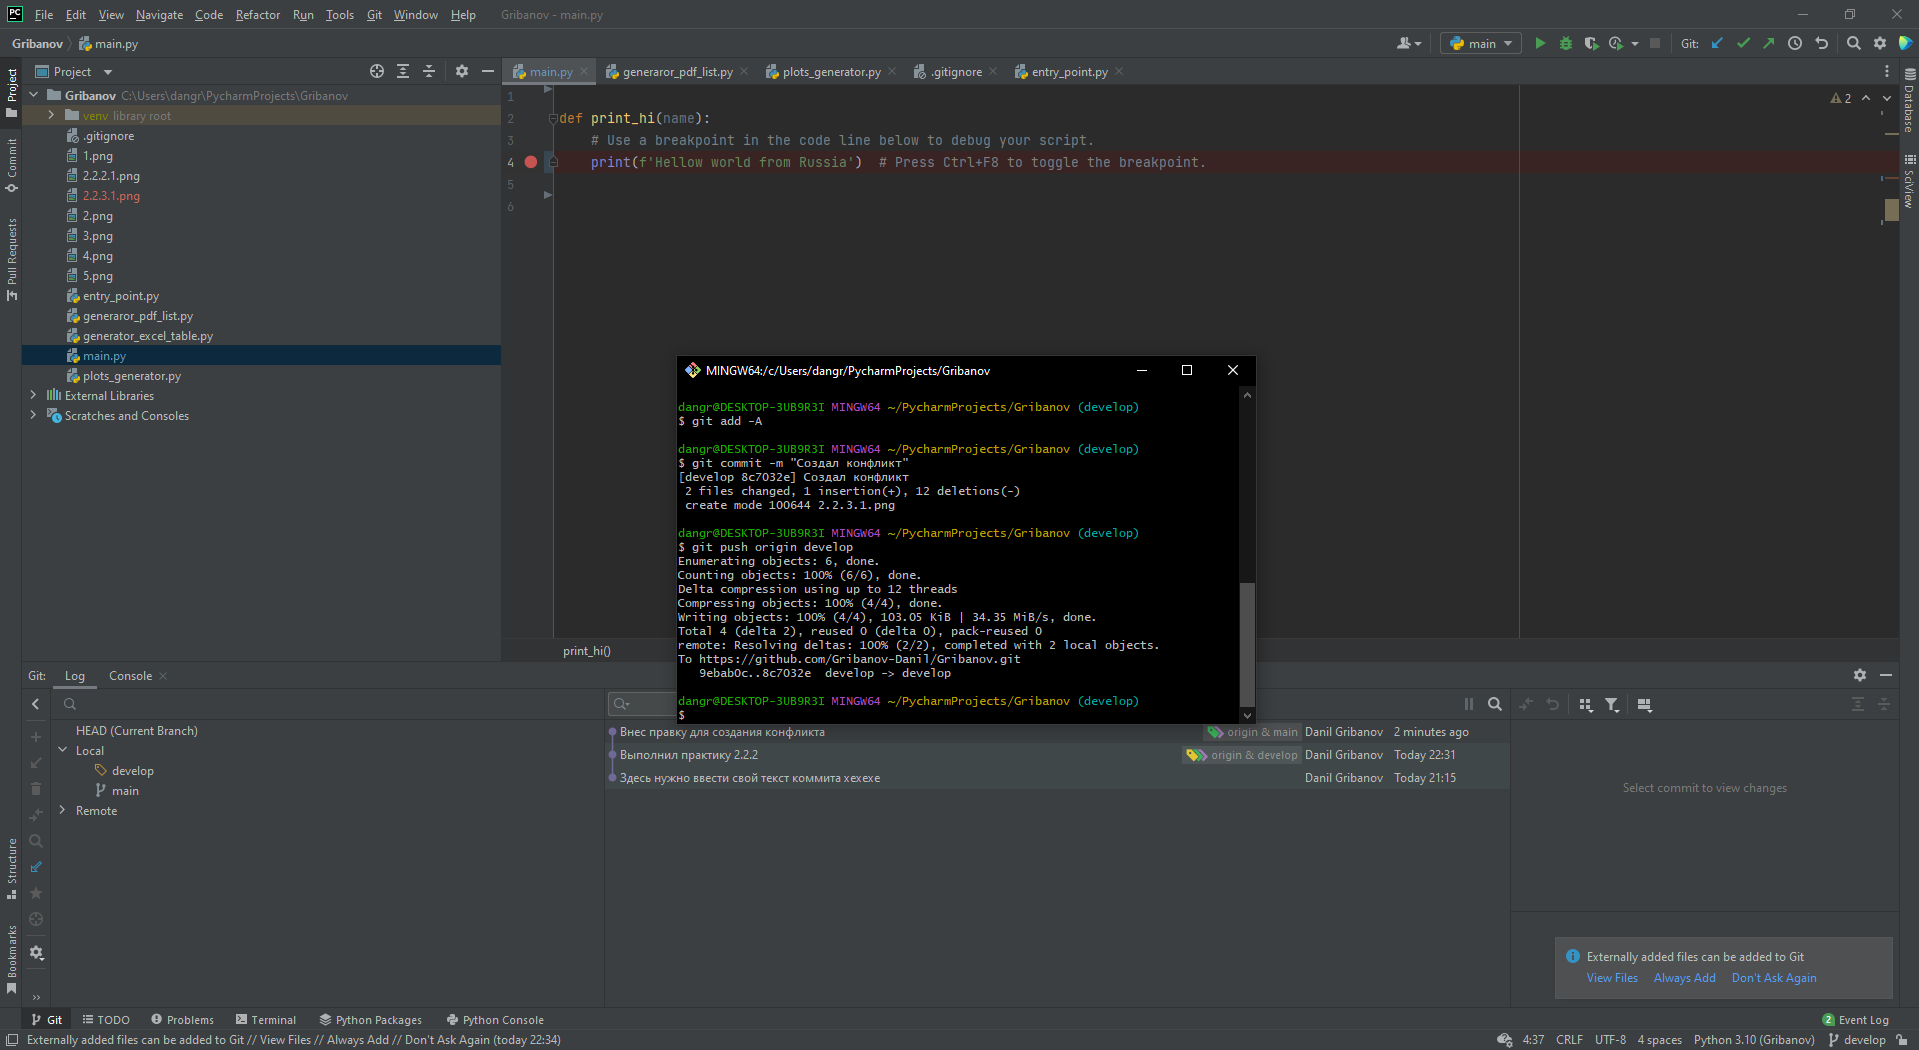 PC File Edit View Navigate Code Refactor Run Tools Git Window Help Gribanov - main.py
Gribanov main.py main Git:
Project main.py generaror_pdf_list.py plots_generator.py .gitignore entry_point.py
Gribanov C:\Users\dangr\PycharmProjects\Gribanov
venv library root
.gitignore
1.png
2.2.2.1.png
2.2.3.1.png
2.png
3.png
4.png
5.png
entry_point.py
generaror_pdf_list.py
generator_excel_table.py
main.py
plots_generator.py
External Libraries
Scratches and Consoles
Project
Commit
Pull Requests
Structure
Bookmarks
1
2 def print_hi(name):
3 # Use a breakpoint in the code line below to debug your script.
4 print(f'Hellow world from Russia') # Press Ctrl+F8 to toggle the breakpoint.
5
6
2
Database
SciView
print_hi()
MINGW64:/c/Users/dangr/PycharmProjects/Gribanov
dangr@DESKTOP-3UB9R3I MINGW64 ~/PycharmProjects/Gribanov (develop)
$ git add -A
dangr@DESKTOP-3UB9R3I MINGW64 ~/PycharmProjects/Gribanov (develop)
$ git commit -m "Создал конфликт"
[develop 8c7032e] Создал конфликт
2 files changed, 1 insertion(+), 12 deletions(-)
create mode 100644 2.2.3.1.png
dangr@DESKTOP-3UB9R3I MINGW64 ~/PycharmProjects/Gribanov (develop)
$ git push origin develop
Enumerating objects: 6, done.
Counting objects: 100% (6/6), done.
Delta compression using up to 12 threads
Compressing objects: 100% (4/4), done.
Writing objects: 100% (4/4), 103.05 KiB | 34.35 MiB/s, done.
Total 4 (delta 2), reused 0 (delta 0), pack-reused 0
remote: Resolving deltas: 100% (2/2), completed with 2 local objects.
To https://github.com/Gribanov-Danil/Gribanov.git
9ebab0c..8c7032e develop -> develop
dangr@DESKTOP-3UB9R3I MINGW64 ~/PycharmProjects/Gribanov (develop)
$
Git: Log Console
HEAD (Current Branch)
Local
develop
main
Remote
Внес правку для создания конфликта origin & main Danil Gribanov 2 minutes ago
Выполнил практику 2.2.2 origin & develop Danil Gribanov Today 22:31
Здесь нужно ввести свой текст коммита хехехе Danil Gribanov Today 21:15
Select commit to view changes
Externally added files can be added to Git
View Files Always Add Don't Ask Again
Git TODO Problems Terminal Python Packages Python Console 2 Event Log
Externally added files can be added to Git // View Files // Always Add // Don't Ask Again (today 22:34) 4:37 CRLF UTF-8 4 spaces Python 3.10 (Gribanov) develop